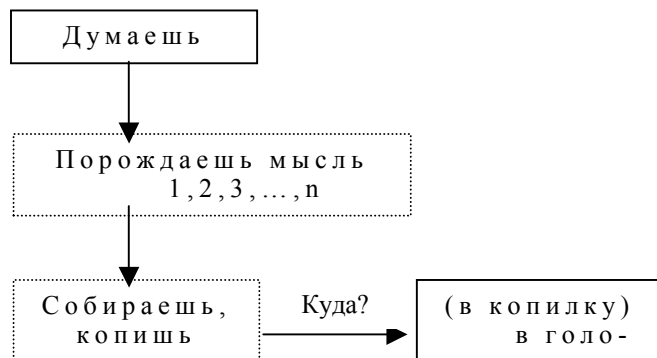 Думаешь
Порождаешь мысль
1,2,3,...,n
Собираешь,
копишь
Куда?
(в копилку)
в голо-